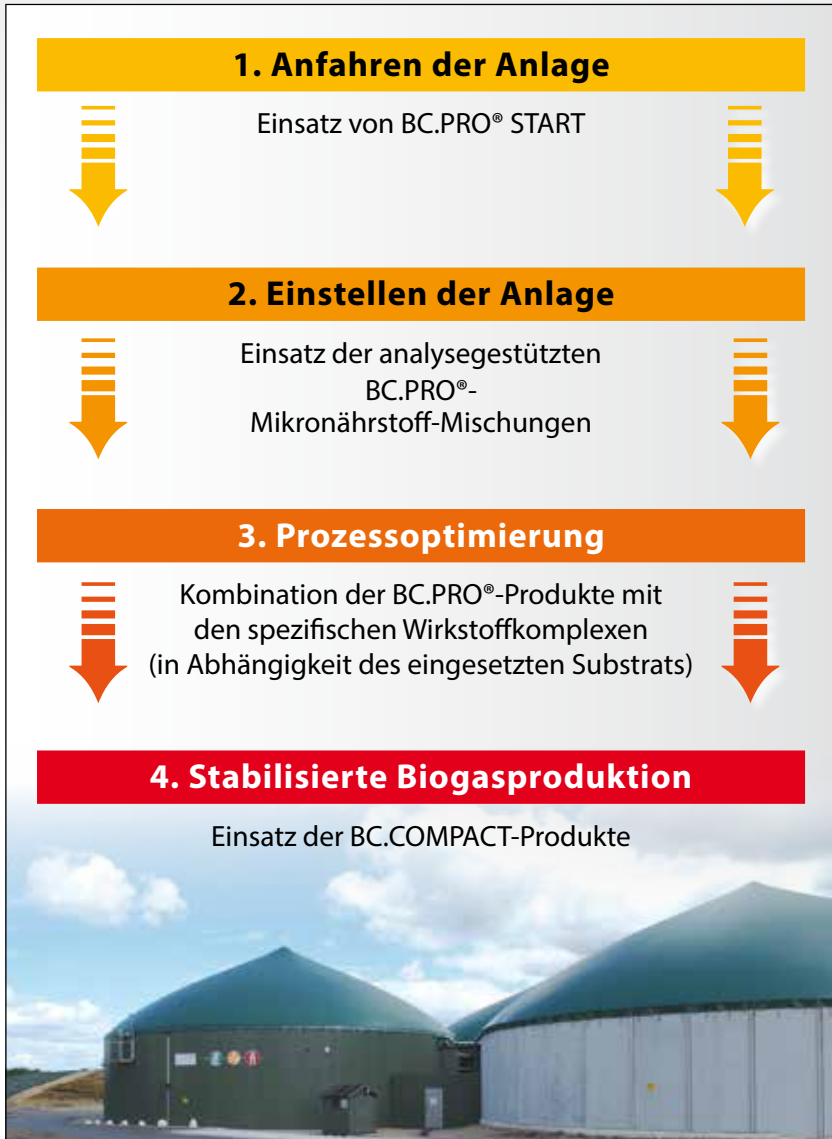 1. Anfahren der Anlage
Einsatz von BC.PRO® START
2. Einstellen der Anlage
Einsatz der analysegestützten
BC.PRO®-
Mikronährstoff-Mischungen
3. Prozessoptimierung
Kombination der BC.PRO®-Produkte mit
den spezifischen Wirkstoffkomplexen
(in Abhängigkeit des eingesetzten Substrats)
4. Stabilisierte Biogasproduktion
Einsatz der BC.COMPACT-Produkte